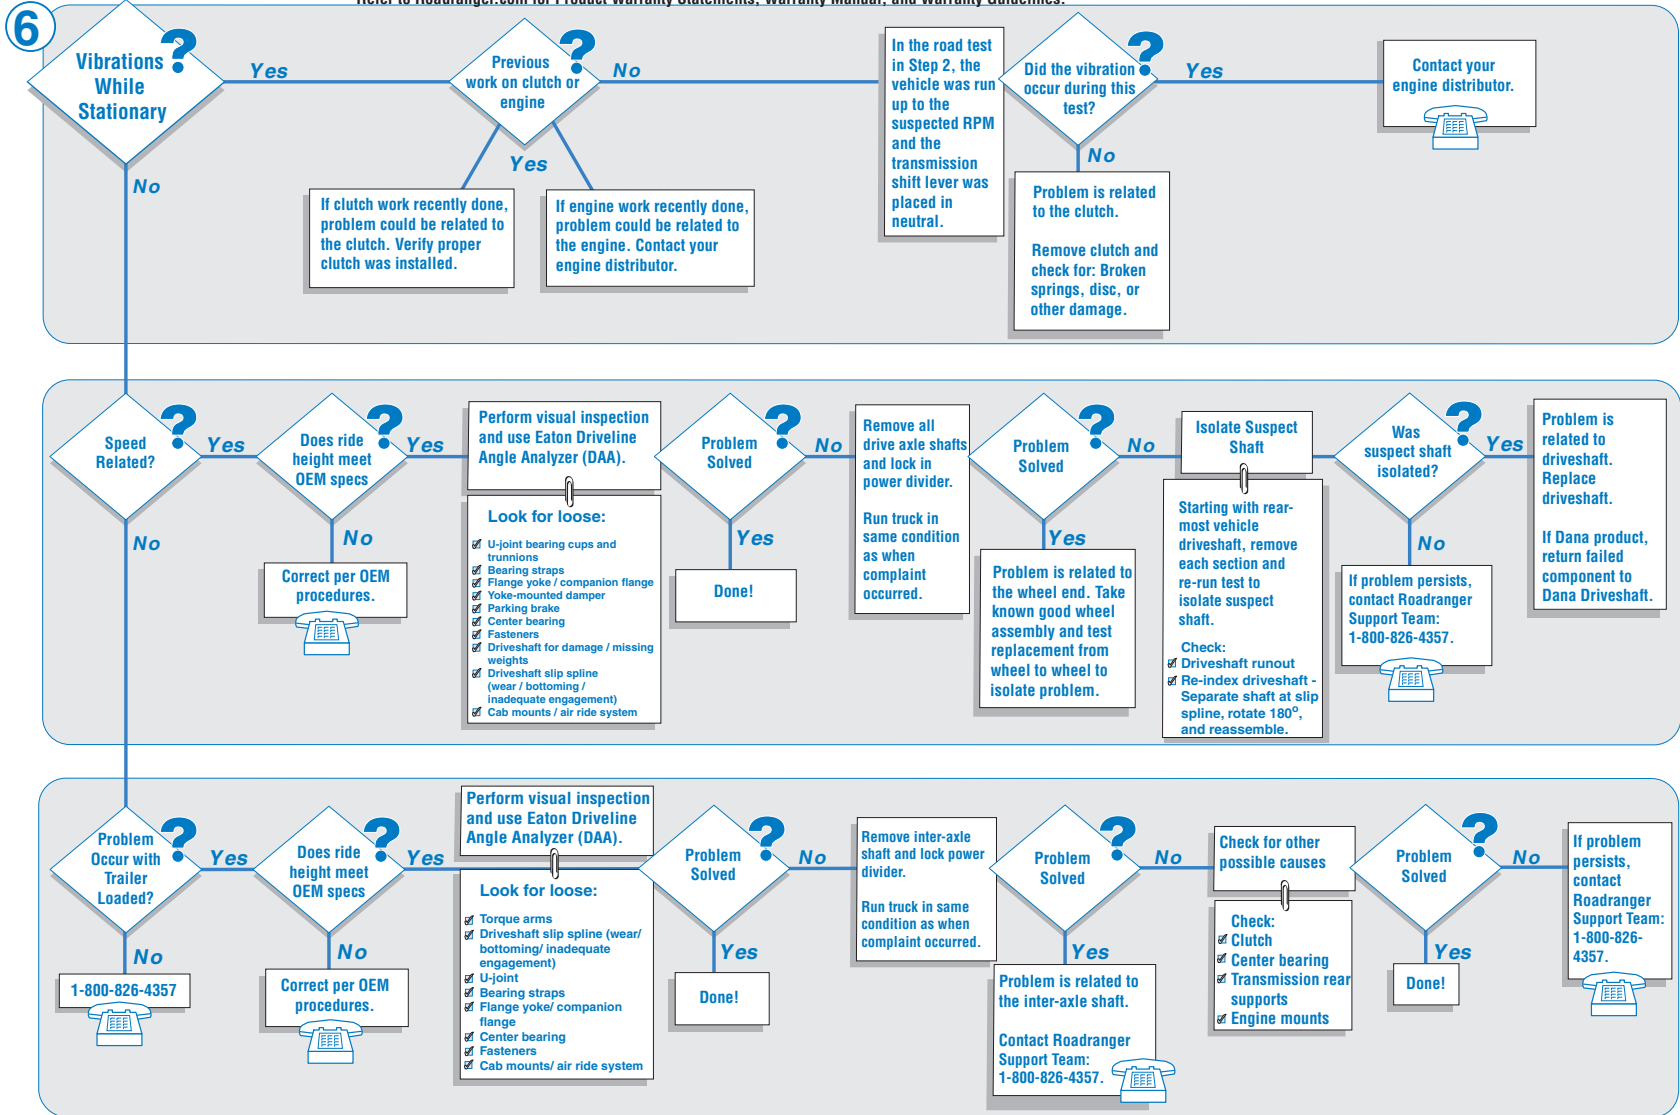 Refer to Roadranger.com for Product Warranty Statements, Warranty Manual, and Warranty Guidelines.
6
Vibrations
While
Stationary
?
Yes
Previous
work on clutch or
engine
?
No
In the road test
in Step 2, the
vehicle was run
up to the
suspected RPM
and the
transmission
shift lever was
placed in
neutral.
Did the vibration
occur during this
test?
?
Yes
Contact your
engine distributor.
Yes
If clutch work recently done,
problem could be related to
the clutch. Verify proper
clutch was installed.
If engine work recently done,
problem could be related to
the engine. Contact your
engine distributor.
No
Problem is related
to the clutch.
Remove clutch and
check for: Broken
springs, disc, or
other damage.
No
Speed
Related?
?
Yes
Does ride
height meet
OEM specs
?
Yes
No
Correct per OEM
procedures.
Perform visual inspection
and use Eaton Driveline
Angle Analyzer (DAA).
Look for loose:
U-joint bearing cups and
trunnions
Bearing straps
Flange yoke / companion flange
Yoke-mounted damper
Parking brake
Center bearing
Fasteners
Driveshaft for damage / missing
weights
Driveshaft slip spline
(wear / bottoming /
inadequate engagement)
Cab mounts / air ride system
Problem
Solved
?
No
Yes
Done!
Remove all
drive axle shafts
and lock in
power divider.
Run truck in
same condition
as when
complaint
occurred.
Problem
Solved
?
No
Yes
Problem is related to
the wheel end. Take
known good wheel
assembly and test
replacement from
wheel to wheel to
isolate problem.
Isolate Suspect
Shaft
Starting with rear-
most vehicle
driveshaft, remove
each section and
re-run test to
isolate suspect
shaft.
Check:
Driveshaft runout
Re-index driveshaft -
Separate shaft at slip
spline, rotate 180°,
and reassemble.
Was
suspect shaft
isolated?
?
Yes
No
If problem persists,
contact Roadranger
Support Team:
1-800-826-4357.
Problem is
related to
driveshaft.
Replace
driveshaft.
If Dana product,
return failed
component to
Dana Driveshaft.
No
Problem
Occur with
Trailer
Loaded?
?
Yes
No
1-800-826-4357
Does ride
height meet
OEM specs
?
Yes
No
Correct per OEM
procedures.
Perform visual inspection
and use Eaton Driveline
Angle Analyzer (DAA).
Look for loose:
Torque arms
Driveshaft slip spline (wear/
bottoming/ inadequate
engagement)
U-joint
Bearing straps
Flange yoke/ companion
flange
Center bearing
Fasteners
Cab mounts/ air ride system
Problem
Solved
?
No
Yes
Done!
Remove inter-axle
shaft and lock power
divider.
Run truck in same
condition as when
complaint occurred.
Problem
Solved
?
No
Yes
Problem is related to
the inter-axle shaft.
Contact Roadranger
Support Team:
1-800-826-4357.
Check for other
possible causes
Check:
Clutch
Center bearing
Transmission rear
supports
Engine mounts
Problem
Solved
?
No
Yes
Done!
If problem
persists,
contact
Roadranger
Support Team:
1-800-826-
4357.